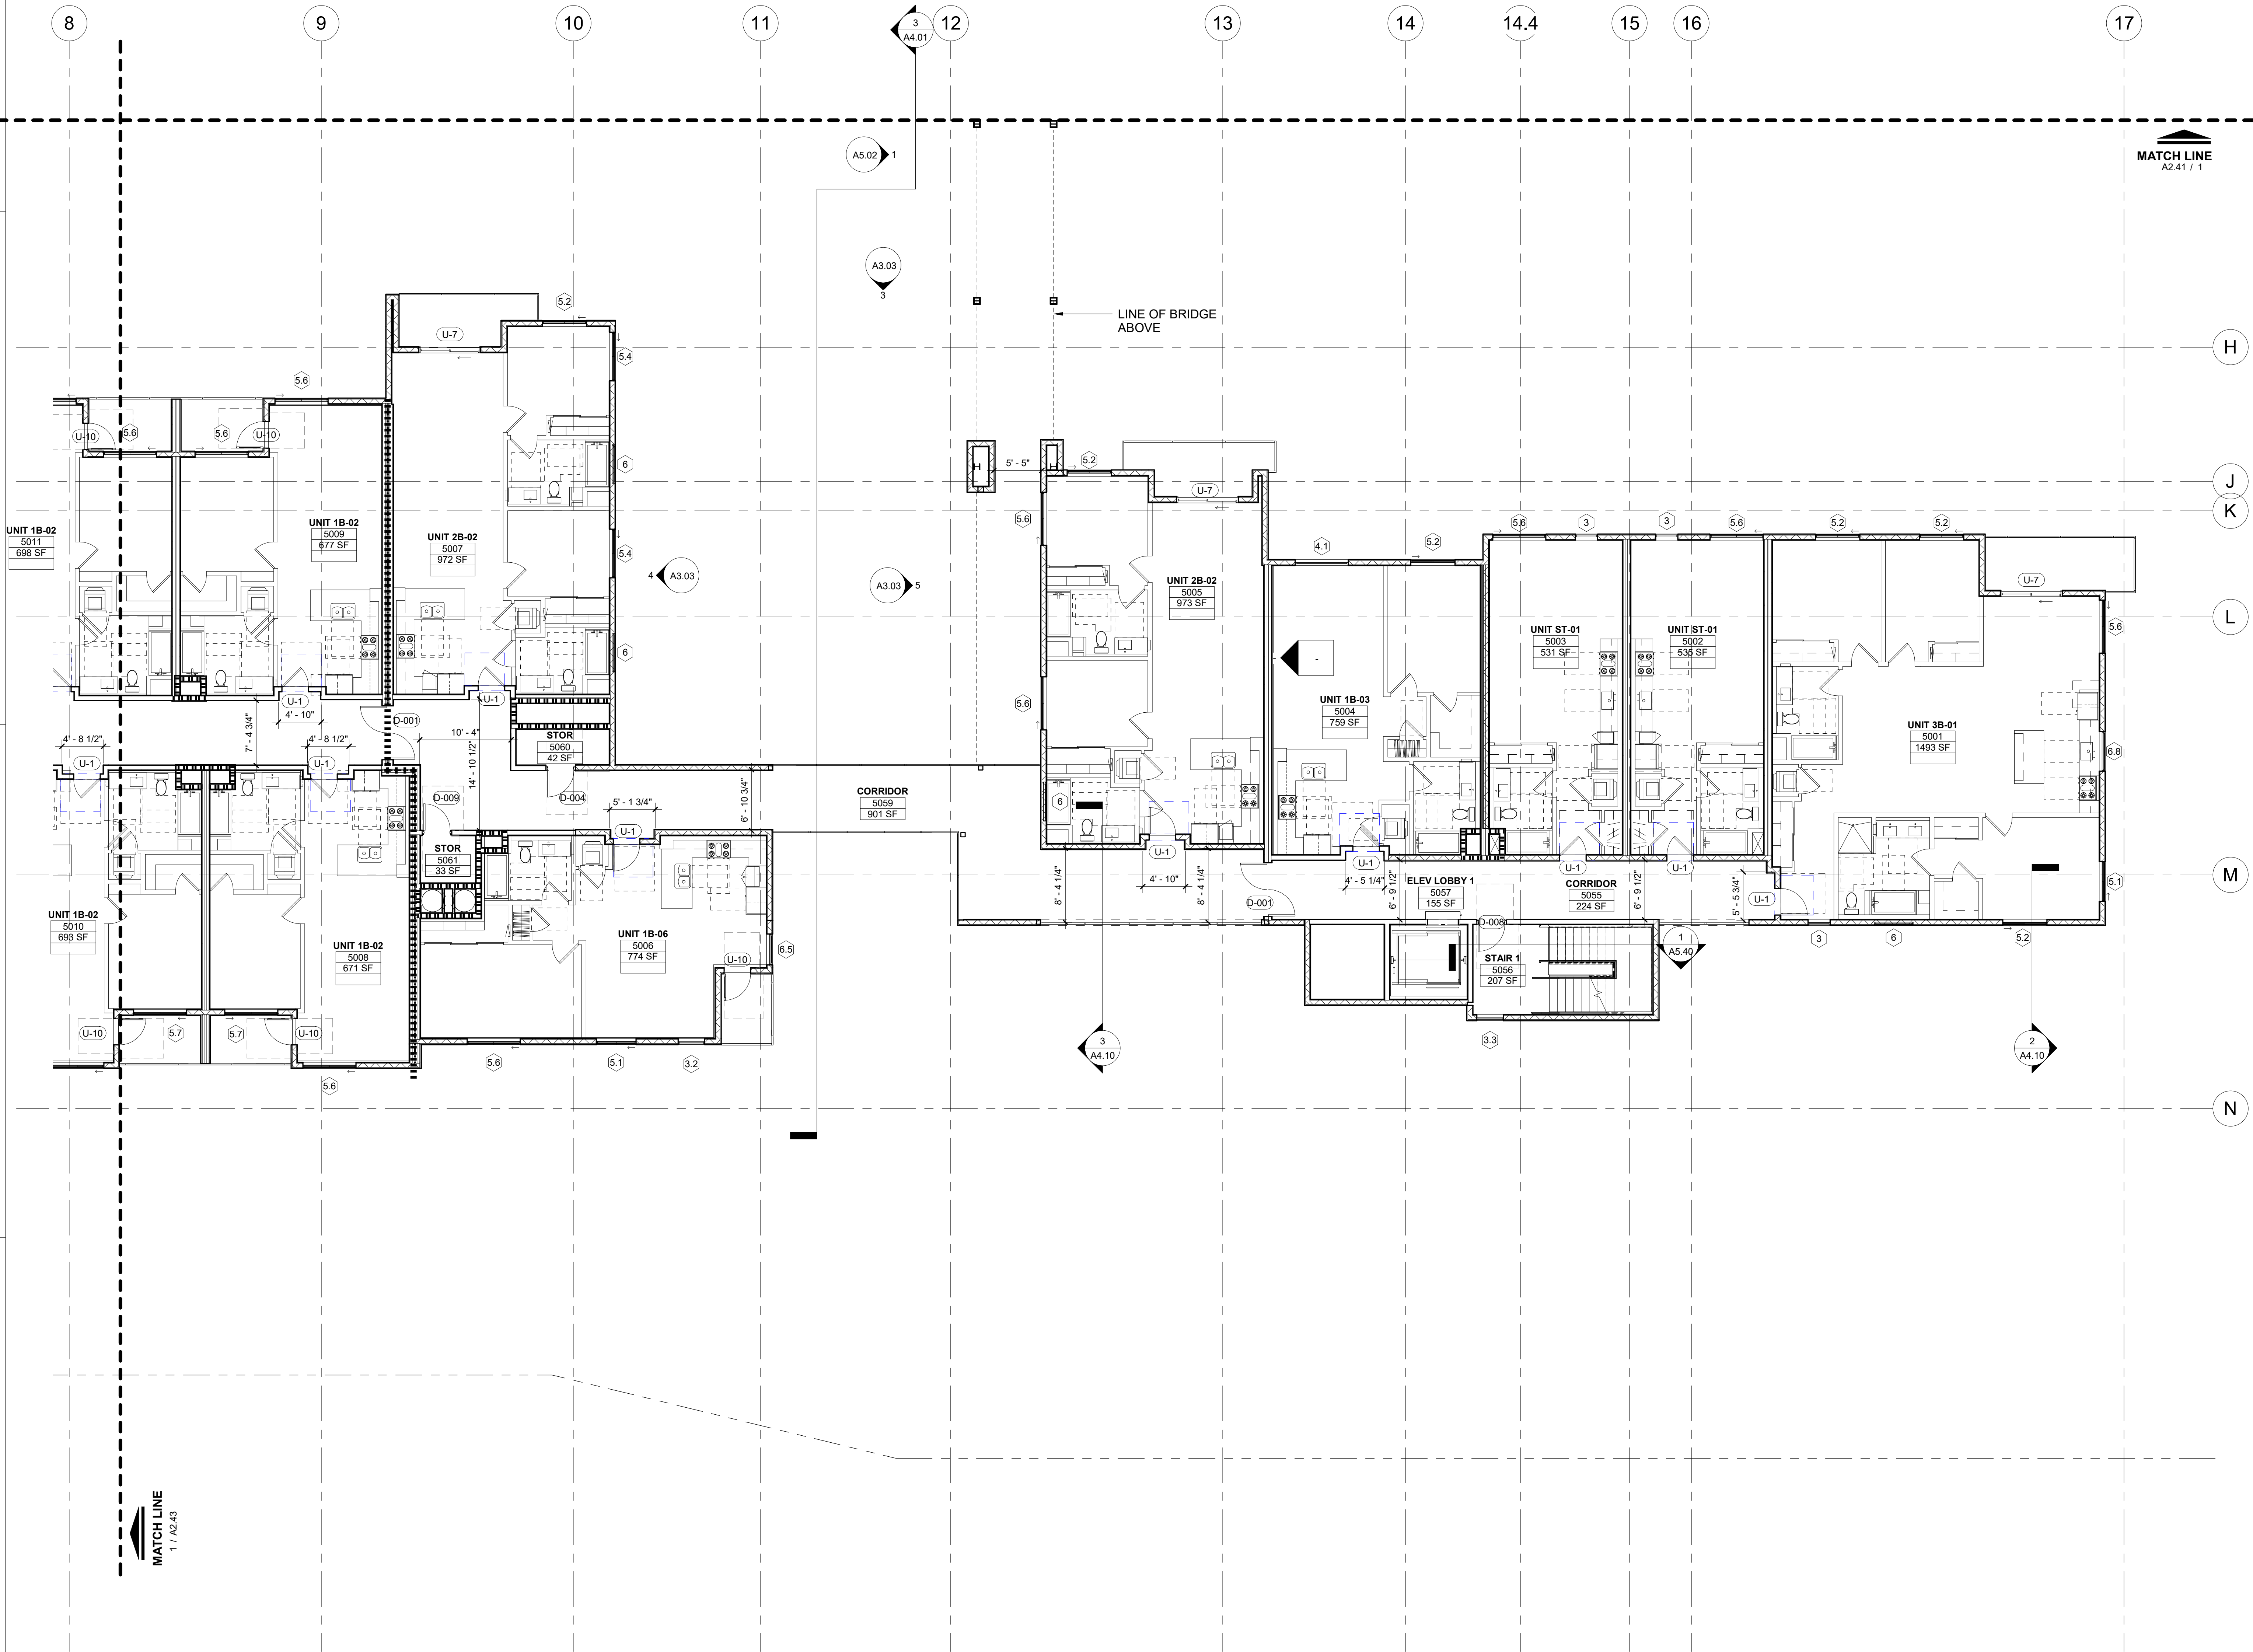 8
9
10
11
12
13
14
14.4
15
16
17
3
A4.01
A5.02
1
MATCH LINE
A2.41 / 1
A3.03
3
LINE OF BRIDGE
ABOVE
5.2
U-7
H
5.4
5.6
U-10
5.6
5.6
U-10
6
5' - 5"
5.2
U-7
J
K
5.6
5.6
3
3
5.6
5.2
5.2
UNIT 1B-02
5011
698 SF
UNIT 1B-02
5009
677 SF
UNIT 2B-02
5007
972 SF
5.4
4.1
5.2
4
A3.03
A3.03
5
UNIT 2B-02
5005
973 SF
U-7
L
6
UNIT ST-01
5003
531 SF
UNIT ST-01
5002
535 SF
5.6
-
-
U-1
4' - 10"
U-1
D-001
5.6
UNIT 1B-03
5004
759 SF
UNIT 3B-01
5001
1493 SF
7' - 4 3/4"
4' - 8 1/2"
U-1
4' - 8 1/2"
U-1
10' - 4"
14' - 10 1/2"
STOR
5060
42 SF
6.8
D-009
D-004
5' - 1 3/4"
U-1
6' - 10 3/4"
CORRIDOR
5059
901 SF
6
STOR
5061
33 SF
U-1
4' - 10"
8' - 4 1/4"
8' - 4 1/4"
D-001
U-1
4' - 5 1/4"
6' - 9 1/2"
ELEV LOBBY 1
5057
155 SF
U-1
CORRIDOR
5055
224 SF
6' - 9 1/2"
U-1
5' - 5 3/4"
U-1
M
5.1
UNIT 1B-02
5010
693 SF
UNIT 1B-02
5008
671 SF
UNIT 1B-06
5006
774 SF
6.5
U-10
D-008
STAIR 1
5056
207 SF
1
A5.40
3
6
5.2
U-10
5.7
5.7
U-10
5.6
5.6
5.1
3.2
3
A4.10
3.3
2
A4.10
N
MATCH LINE
1 / A2.43